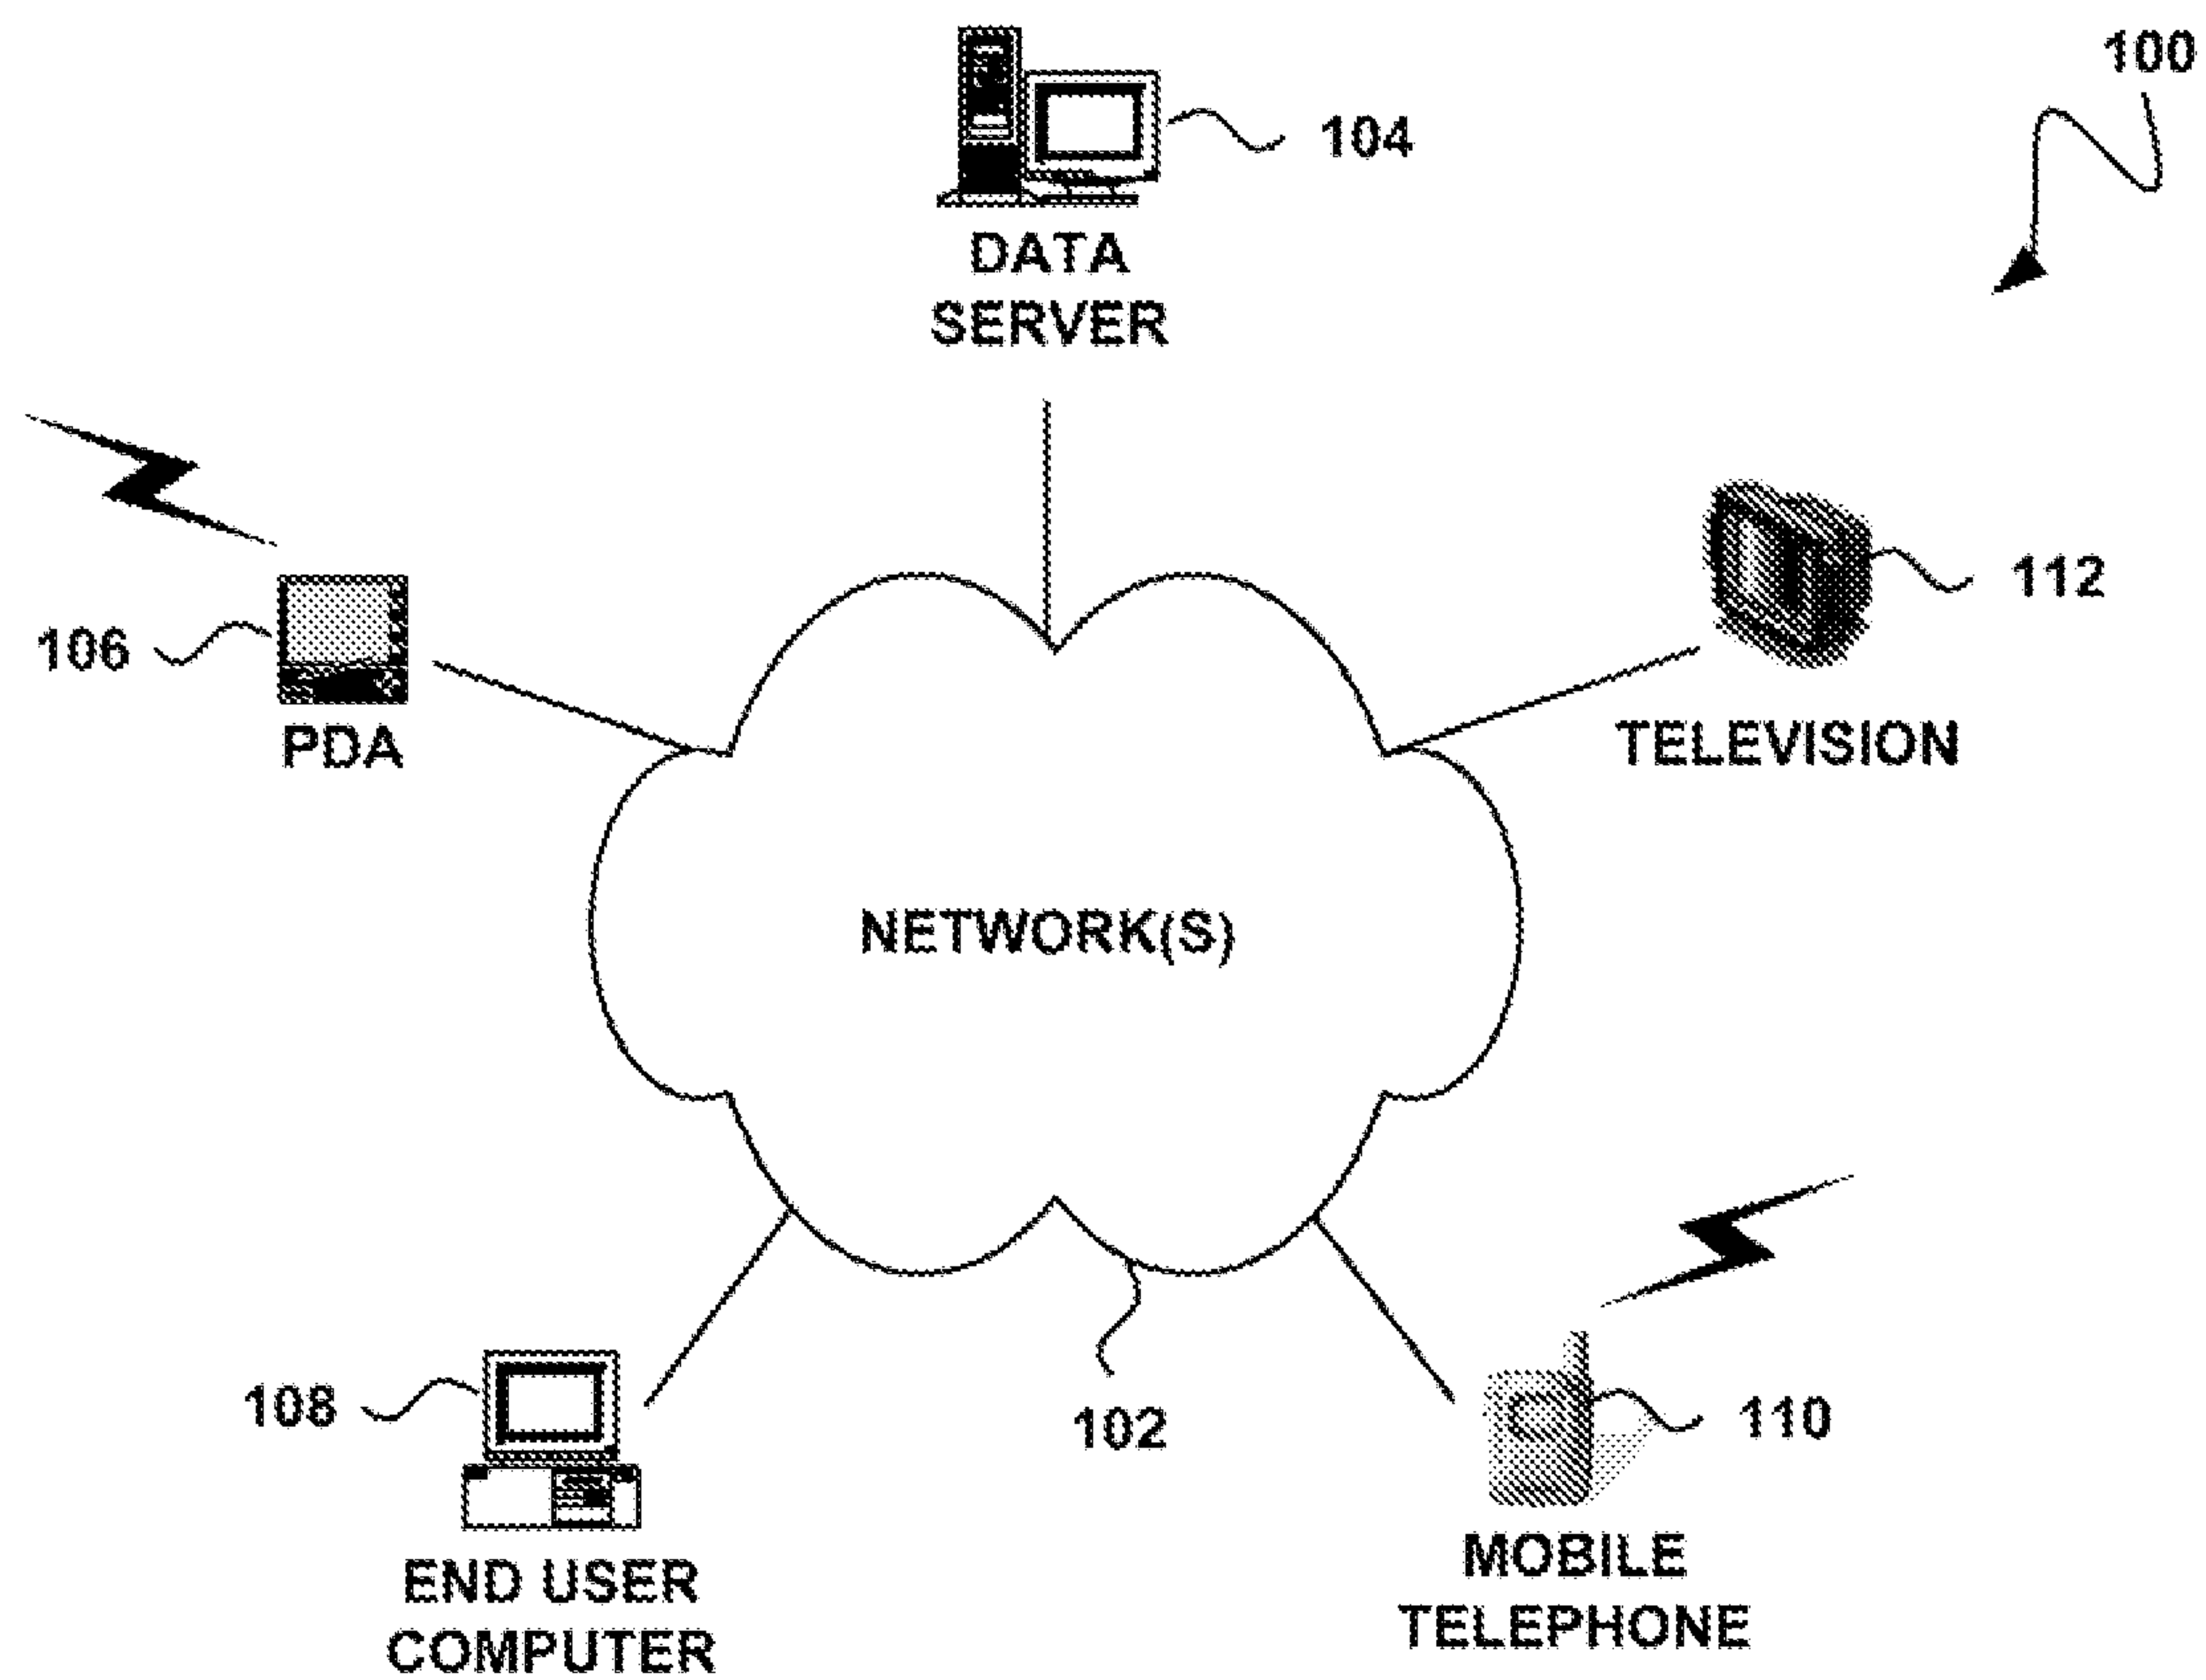 100
104
DATA
SERVER
112
106
PDA
TELEVISION
NETWORK(S)
108
102
110
END USER
COMPUTER
MOBILE
TELEPHONE